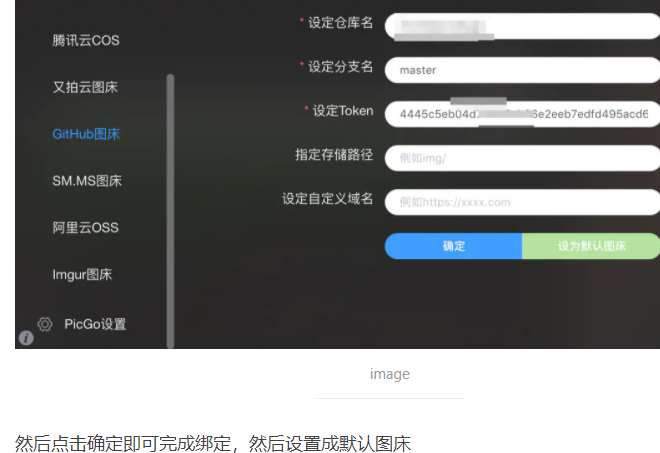 * 设定仓库名
腾讯云COS
* 设定分支名
master
又拍云图床
* 设定Token
4445c5eb04d e2eeb7edfd495acd6
GitHub图床
指定存储路径
例如img/
SM.MS图床
设定自定义域名
例如https://xxxx.com
阿里云OSS
确定
设为默认图床
Imgur图床
PicGo设置
image
然后点击确定即可完成绑定，然后设置成默认图床